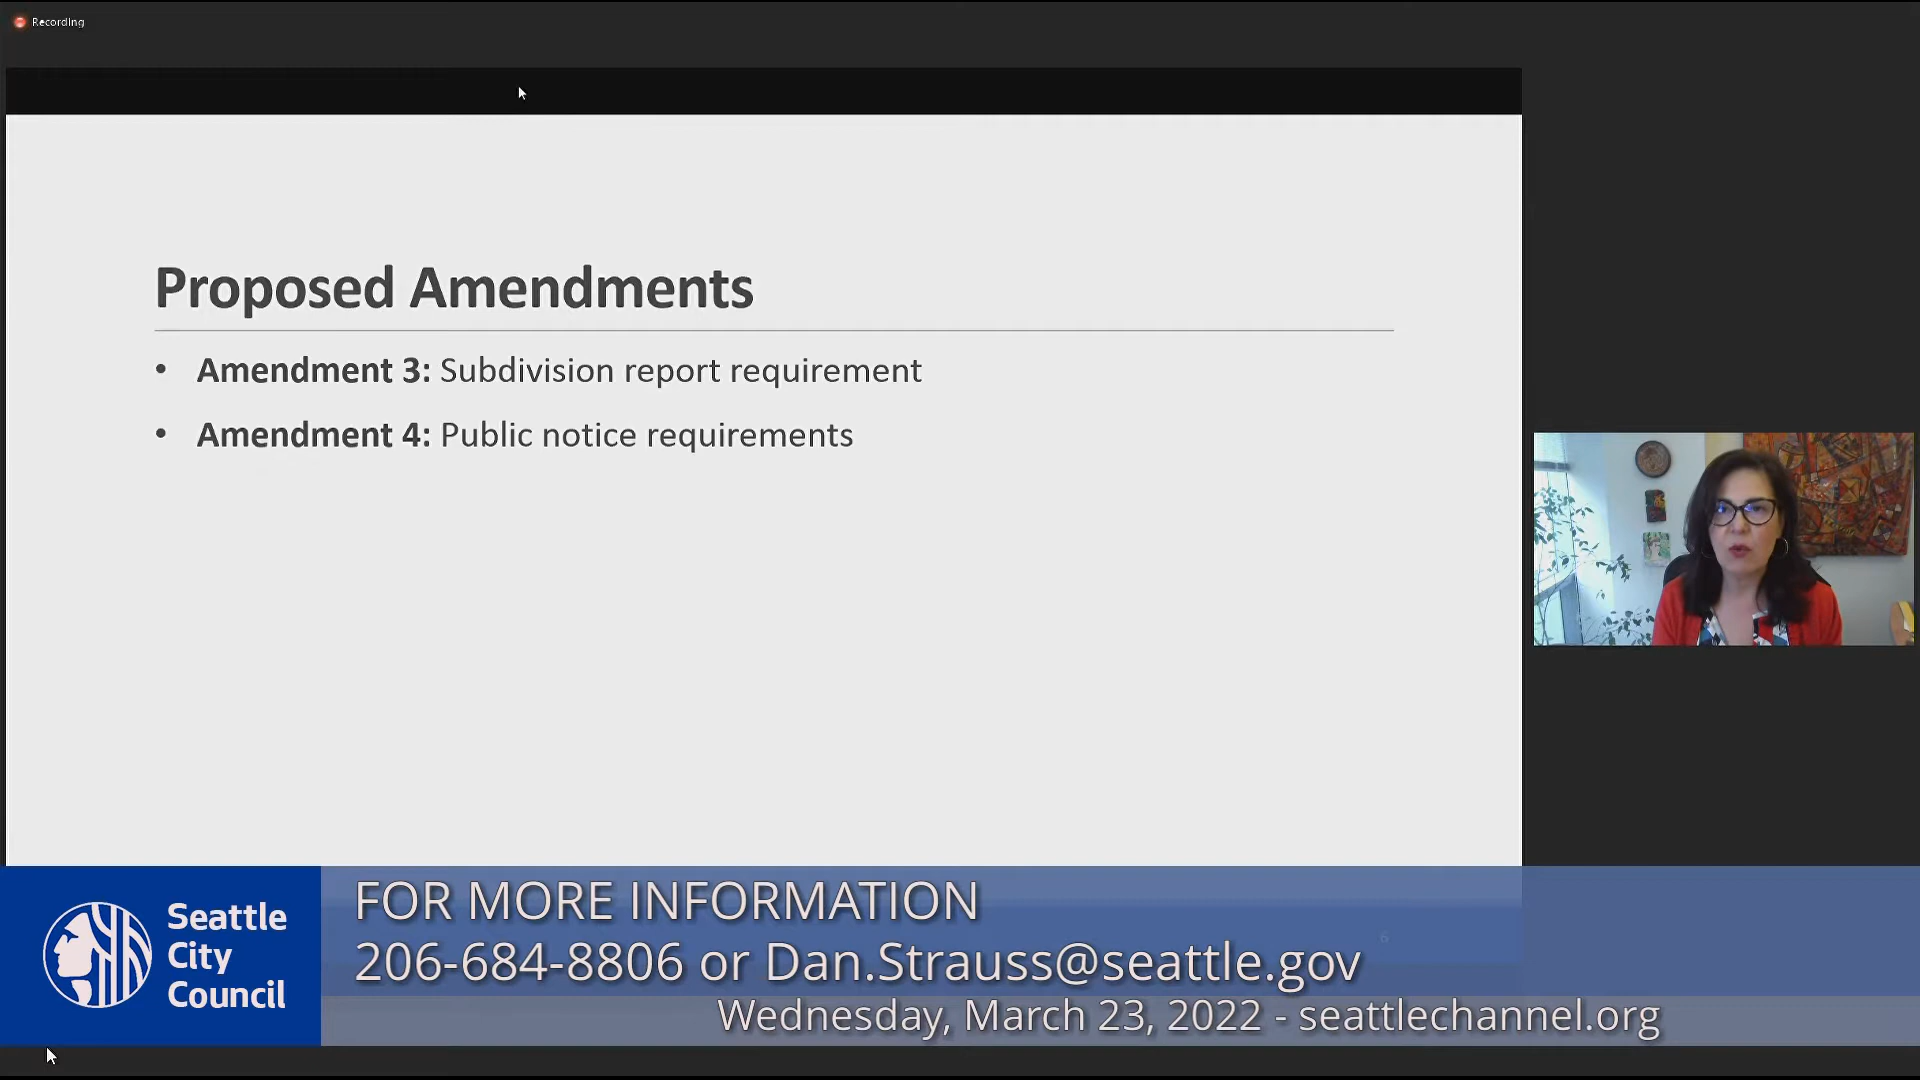 Recording
Proposed Amendments
• Amendment 3: Subdivision report requirement
• Amendment 4: Public notice requirements
Seattle
City
Council
FOR MORE INFORMATION
206-684-8806 or Dan.Strauss@seattle.gov
6
Wednesday, March 23, 2022 - seattlechannel.org